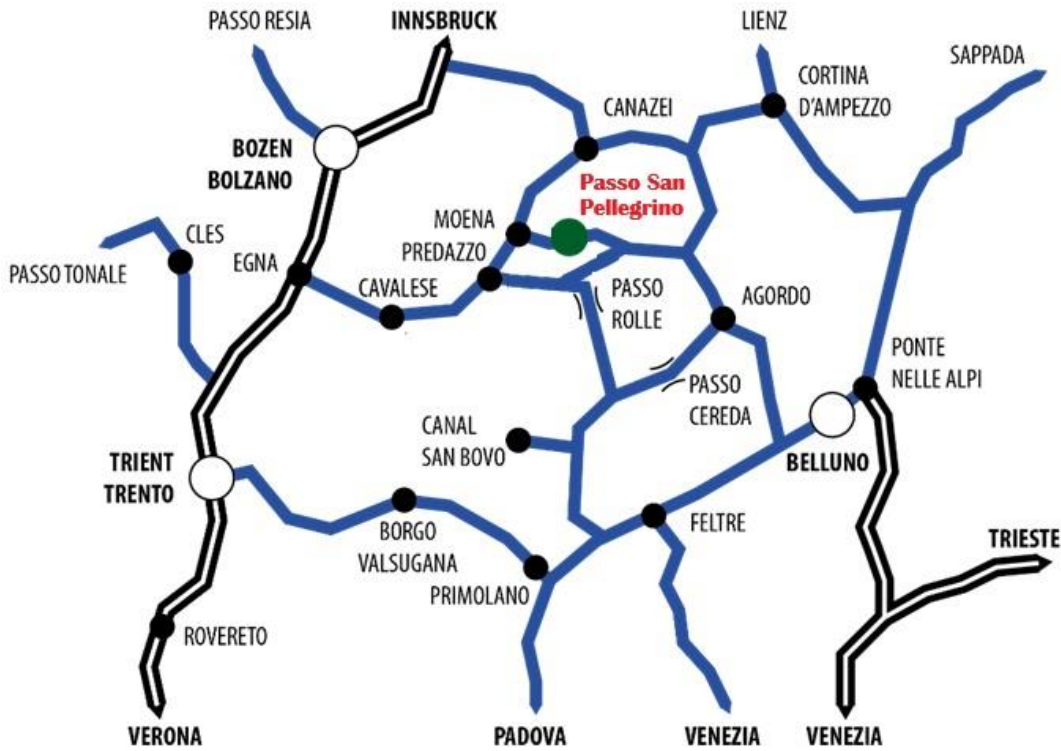 PASSO RESIA
INNSBRUCK
LIENZ
SAPPADA
CORTINA
D'AMPEZZO
CANAZEI
BOZEN
BOLZANO
Passo San
Pellegrino
MOENA
PREDAZZO
CLES
PASSO TONALE
EGNA
CAVALESE
PASSO
ROLLE
AGORDO
PONTE
NELLE ALPI
PASSO
CEREDA
CANAL
SAN BOVO
BELLUNO
TRIENT
TRENTO
FELTRE
BORGO
VALSUGANA
PRIMOLANO
TRIESTE
ROVERETO
VERONA
PADOVA
VENEZIA
VENEZIA